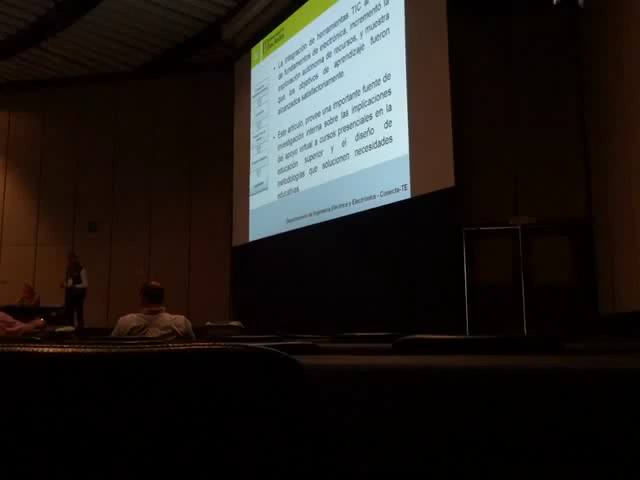 • La integración de herramientas TIC al
de fundamentos de electrónica, incrementó la
exploración autónoma de recursos, y muestra
que los objetivos de aprendizaje fueron
alcanzados satisfactoriamente.
• Este artículo, provee una importante fuente de
investigación interna sobre las implicaciones
del apoyo virtual a cursos presenciales en la
educación superior y el diseño de
metodologías que solucionen necesidades
educativas.
Departamento de Ingeniería Eléctrica y Electrónica - Conecta-TE